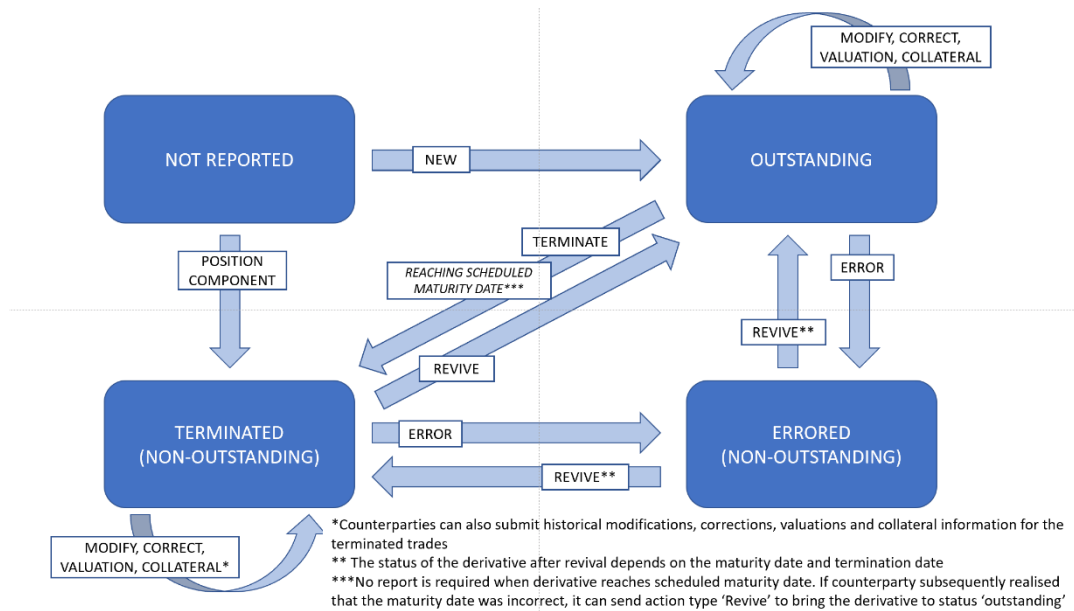 MODIFY, CORRECT,
VALUATION, COLLATERAL
NOT REPORTED
NEW
OUTSTANDING
TERMINATE
POSITION
COMPONENT
REACHING SCHEDULED
MATURITY DATE***
ERROR
REVIVE**
REVIVE
TERMINATED
(NON-OUTSTANDING)
ERROR
ERRORED
(NON-OUTSTANDING)
REVIVE**
MODIFY, CORRECT,
VALUATION, COLLATERAL*
*Counterparties can also submit historical modifications, corrections, valuations and collateral information for the
terminated trades
** The status of the derivative after revival depends on the maturity date and termination date
***No report is required when derivative reaches scheduled maturity date. If counterparty subsequently realised
that the maturity date was incorrect, it can send action type ‘Revive’ to bring the derivative to status ‘outstanding’